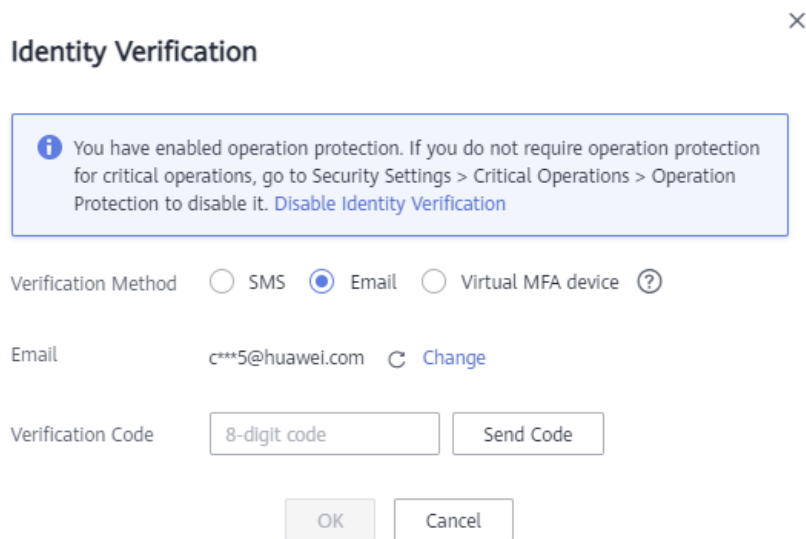 Identity Verification
You have enabled operation protection. If you do not require operation protection
for critical operations, go to Security Settings > Critical Operations > Operation
Protection to disable it. Disable Identity Verification
Verification Method SMS Email Virtual MFA device ?
Email c***5@huawei.com Change
Verification Code 8-digit code Send Code
OK Cancel